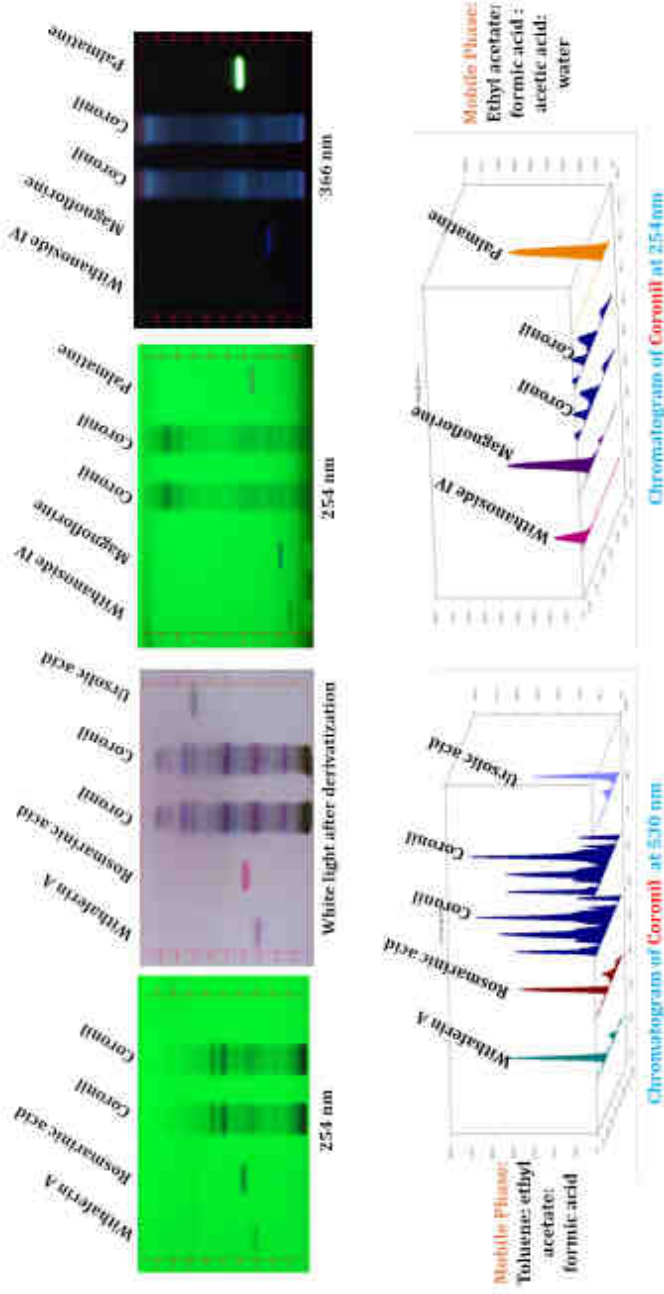 Withaferin A
Rosmarinic acid
Coronil
Coronil
254 nm
Withaferin A
Rosmarinic acid
Coronil
Coronil
Ursolic acid
White light after derivatization
Withanoside IV
Magnoflorine
Coronil
Coronil
Palmatine
254 nm
Withanoside IV
Magnoflorine
Coronil
Coronil
Palmatine
366 nm
Mobile Phase:
Toluene: ethyl
acetate:
formic acid
Withaferin A
Rosmarinic acid
Coronil
Coronil
Ursolic acid
Chromatogram of Coronil at 530 nm
Withanoside IV
Magnoflorine
Coronil
Coronil
Palmatine
Chromatogram of Coronil at 254nm
Mobile Phase:
Ethyl acetate:
formic acid :
acetic acid:
water